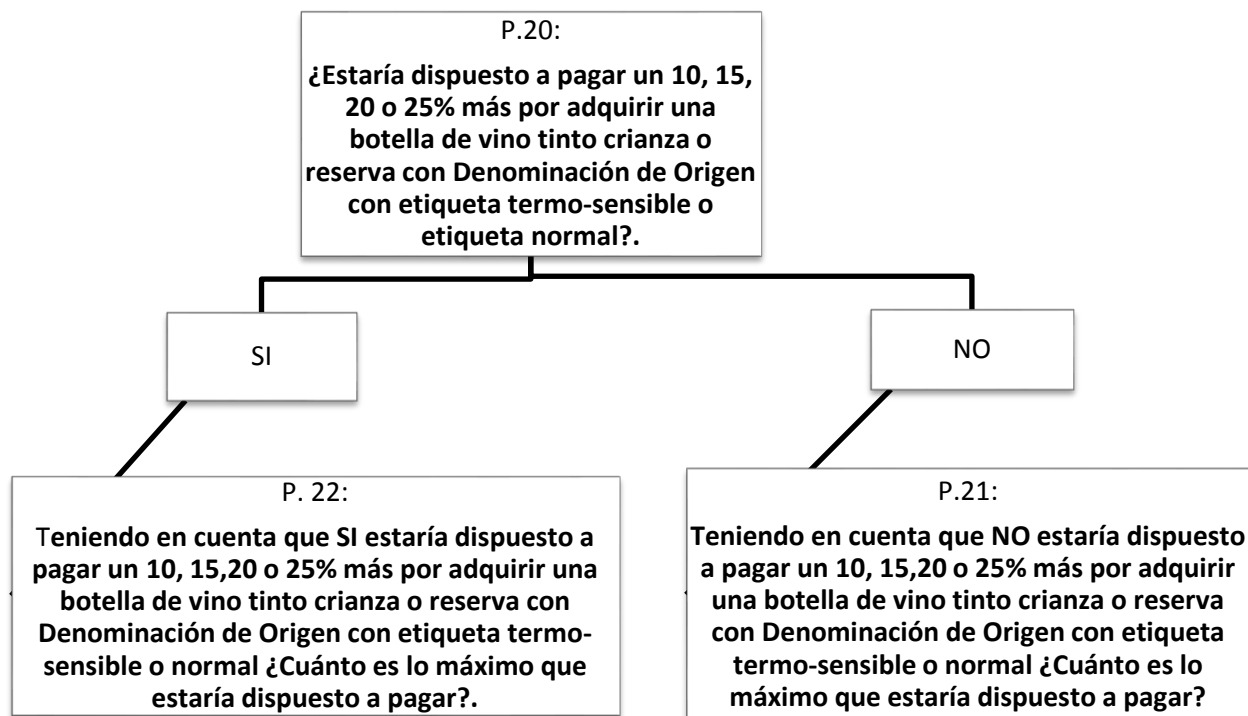 P.20:
¿Estaría dispuesto a pagar un 10, 15,
20 o 25% más por adquirir una
botella de vino tinto crianza o
reserva con Denominación de Origen
con etiqueta termo-sensible o
etiqueta normal?.
SI
NO
P. 22:
Teniendo en cuenta que SI estaría dispuesto a
pagar un 10, 15,20 o 25% más por adquirir una
botella de vino tinto crianza o reserva con
Denominación de Origen con etiqueta termo-
sensible o normal ¿Cuánto es lo máximo que
estaría dispuesto a pagar?.
P.21:
Teniendo en cuenta que NO estaría dispuesto
a pagar un 10, 15,20 o 25% más por adquirir
una botella de vino tinto crianza o reserva
con Denominación de Origen con etiqueta
termo-sensible o normal ¿Cuánto es lo
máximo que estaría dispuesto a pagar?